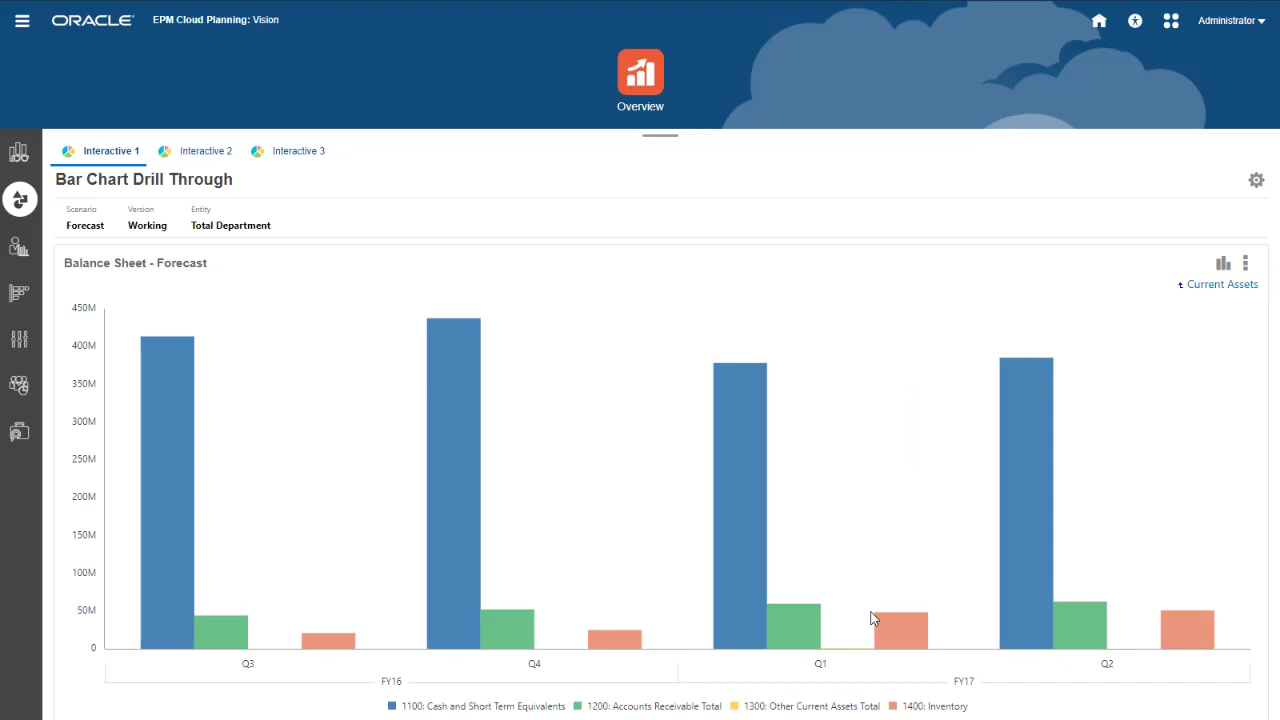 ORACLE EPM Cloud Planning: Vision Administrator
Overview
Interactive 1 Interactive 2 Interactive 3
Bar Chart Drill Through
Scenario Version Entity
Forecast Working Total Department
Balance Sheet - Forecast
Current Assets
450M
400M
350M
300M
250M
200M
150M
100M
50M
0
Q3 Q4 Q1 Q2
FY16 FY17
1100: Cash and Short Term Equivalents 1200: Accounts Receivable Total 1300: Other Current Assets Total 1400: Inventory